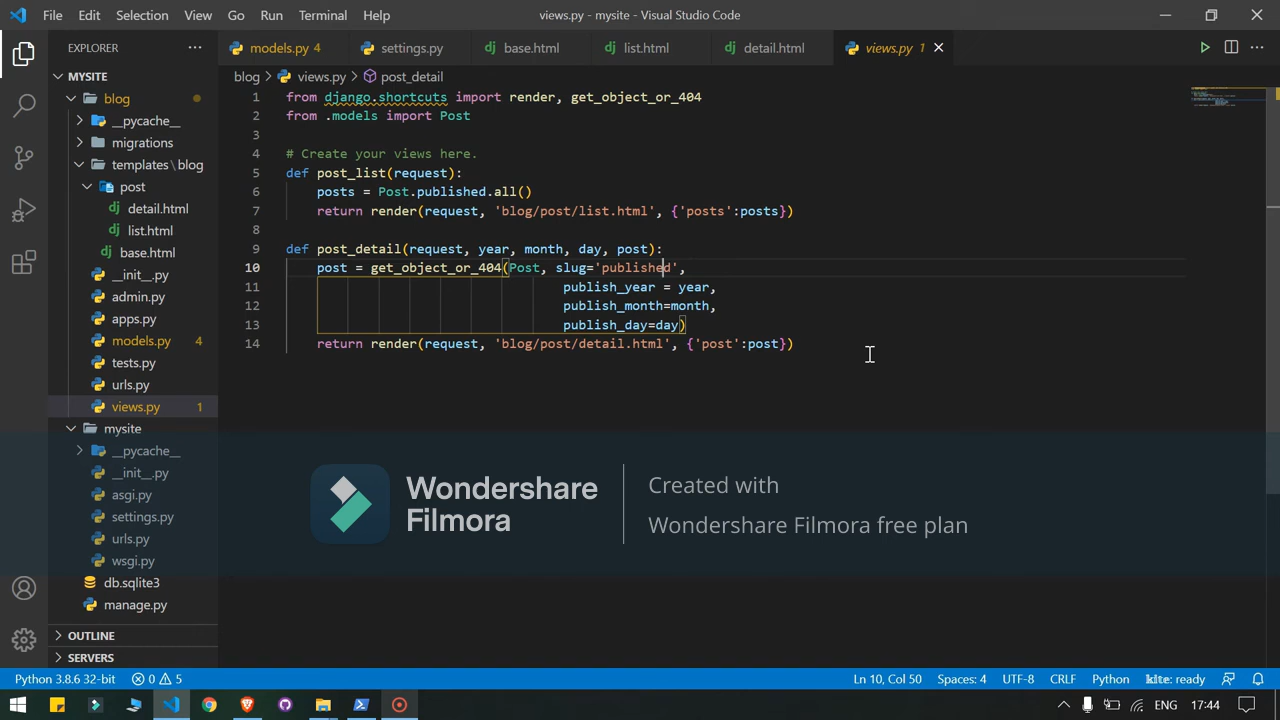 File Edit Selection View Go Run Terminal Help views.py - mysite - Visual Studio Code
EXPLORER
models.py 4 settings.py base.html list.html detail.html views.py 1
MYSITE
blog > views.py > post_detail
blog
__pycache__
migrations
templates \ blog
post
detail.html
list.html
base.html
__init__.py
admin.py
apps.py
models.py 4
tests.py
urls.py
views.py 1
mysite
__pycache__
__init__.py
asgi.py
settings.py
urls.py
wsgi.py
db.sqlite3
manage.py
OUTLINE
SERVERS
1 from django.shortcuts import render, get_object_or_404
2 from .models import Post
3
4 # Create your views here.
5 def post_list(request):
6 posts = Post.published.all()
7 return render(request, 'blog/post/list.html', {'posts':posts})
8
9 def post_detail(request, year, month, day, post):
10 post = get_object_or_404(Post, slug='published',
11 publish_year = year,
12 publish_month=month,
13 publish_day=day)
14 return render(request, 'blog/post/detail.html', {'post':post})
Wondershare
Filmora
Created with
Wondershare Filmora free plan
Python 3.8.6 32-bit 0 5 Ln 10, Col 50 Spaces: 4 UTF-8 CRLF Python kite: ready
ENG 17:44